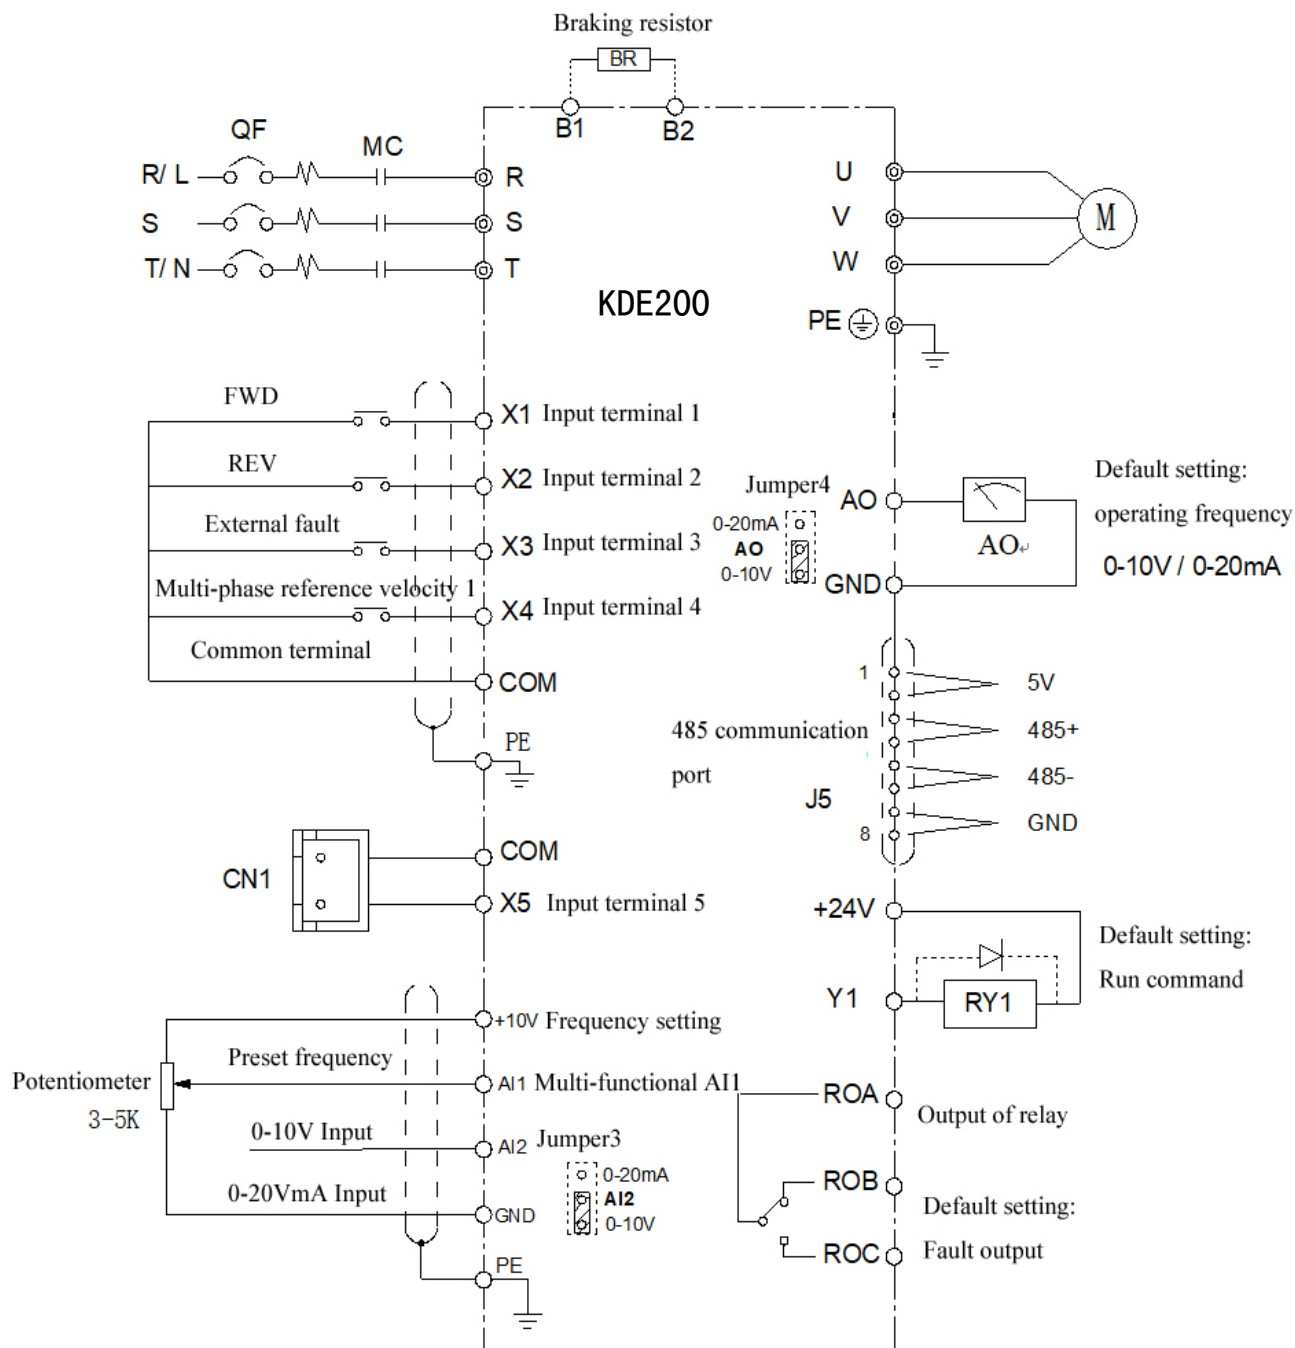 Braking resistor
BR
B1 B2
QF
MC
R/ L R
S S
T/ N T
U
V
W
M
KDE200
PE
FWD
X1 Input terminal 1
REV
X2 Input terminal 2
External fault
X3 Input terminal 3
Multi-phase reference velocity 1
X4 Input terminal 4
Common terminal
COM
PE
Jumper4
0-20mA
AO
0-10V
AO
GND
AO
Default setting:
operating frequency
0-10V / 0-20mA
485 communication
port
J5
1
8
5V
485+
485-
GND
CN1
COM
X5 Input terminal 5
+24V
Y1
RY1
Default setting:
Run command
+10V Frequency setting
Preset frequency
Potentiometer
3-5K
AI1 Multi-functional AI1
0-10V Input
AI2
Jumper3
0-20mA
AI2
0-10V
0-20VmA Input
GND
PE
ROA
Output of relay
ROB
ROC
Default setting:
Fault output